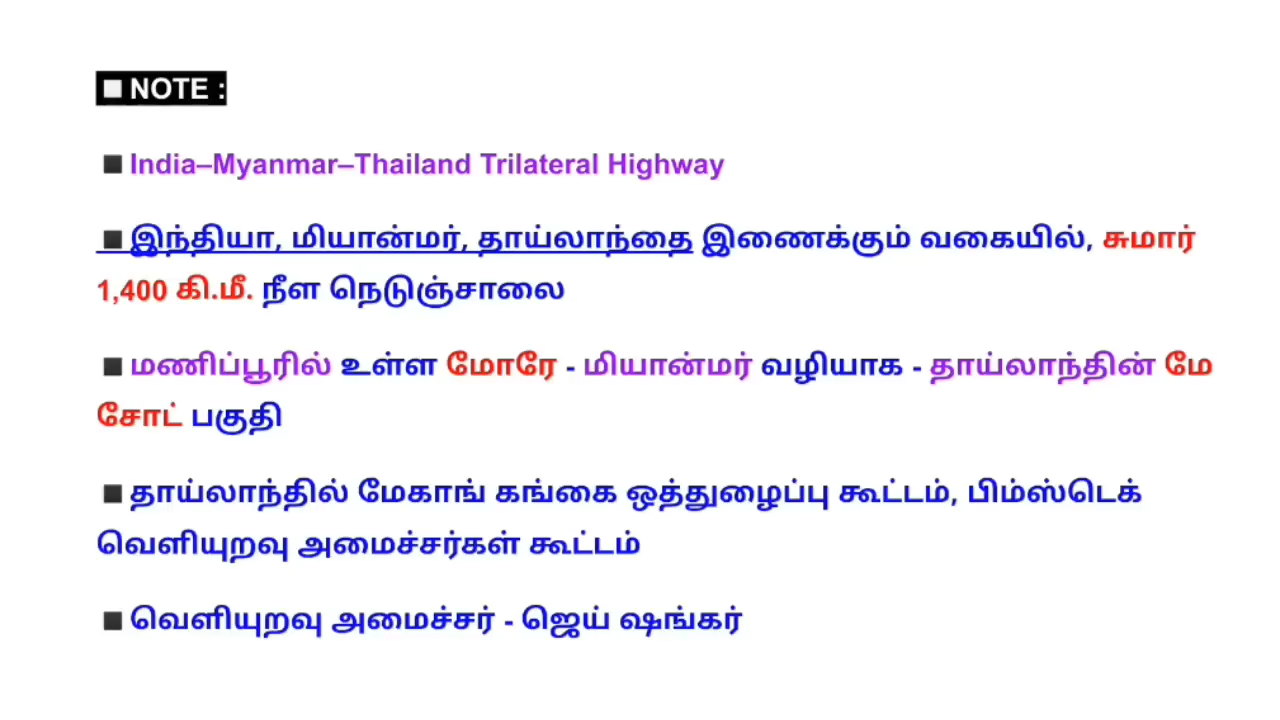 ◻️NOTE :
◾India–Myanmar–Thailand Trilateral Highway
◾இந்தியா, மியான்மர், தாய்லாந்தை இணைக்கும் வகையில், சுமார்
1,400 கி.மீ. நீள நெடுஞ்சாலை
◾மணிப்பூரில் உள்ள மோரே - மியான்மர் வழியாக - தாய்லாந்தின் மே
சோட் பகுதி
◾தாய்லாந்தில் மேகாங் கங்கை ஒத்துழைப்பு கூட்டம், பிம்ஸ்டெக்
வெளியுறவு அமைச்சர்கள் கூட்டம்
◾வெளியுறவு அமைச்சர் - ஜெய் ஷங்கர்